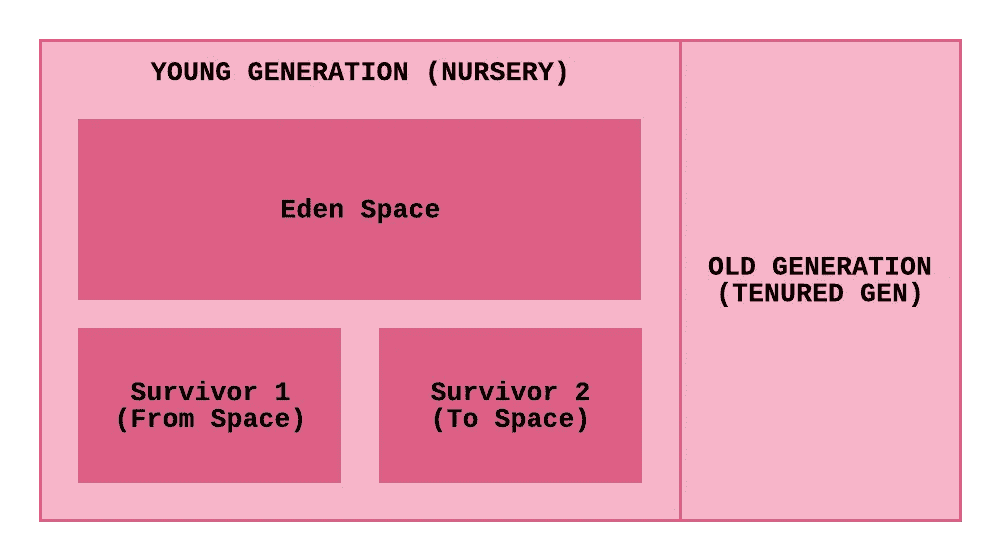 YOUNG GENERATION (NURSERY)
Eden Space
Survivor 1
(From Space)
Survivor 2
(To Space)
OLD GENERATION
(TENURED GEN)